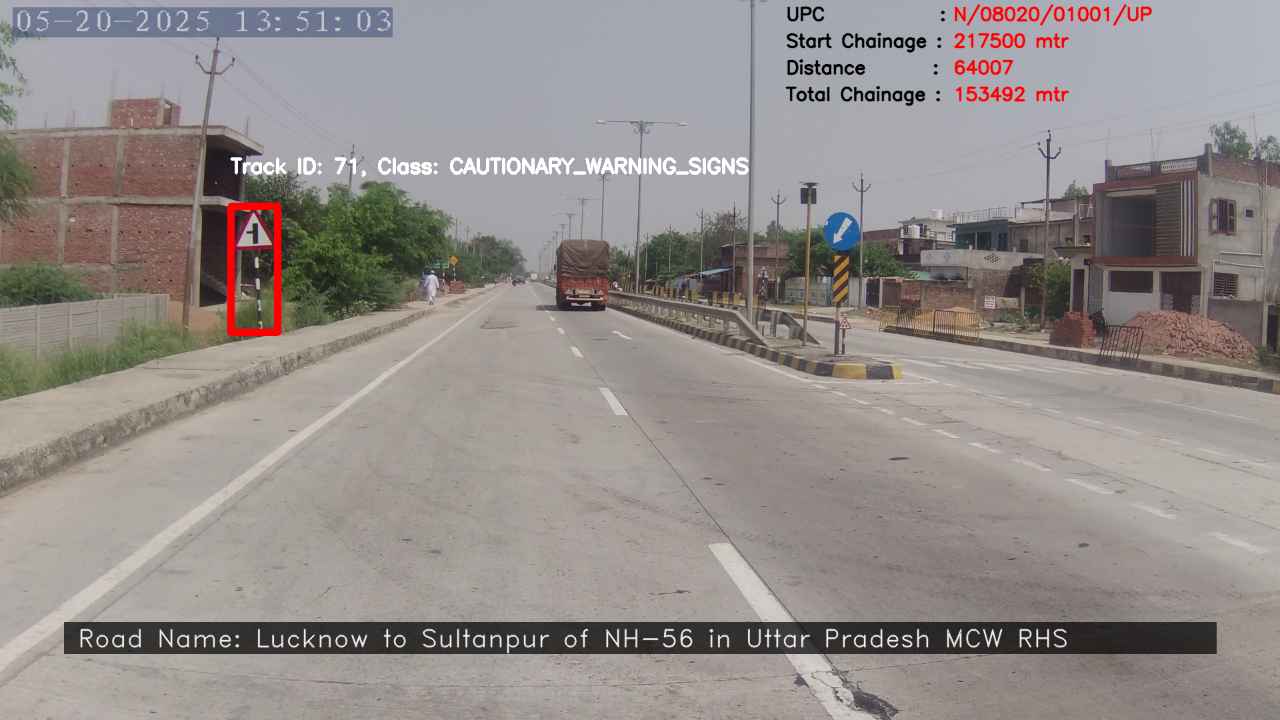 05-20-2025 13:51:03
UPC : N/08020/01001/UP
Start Chainage : 217500 mtr
Distance : 64007
Total Chainage : 153492 mtr
Track ID: 71, Class: CAUTIONARY_WARNING_SIGNS
Road Name: Lucknow to Sultanpur of NH-56 in Uttar Pradesh MCW RHS